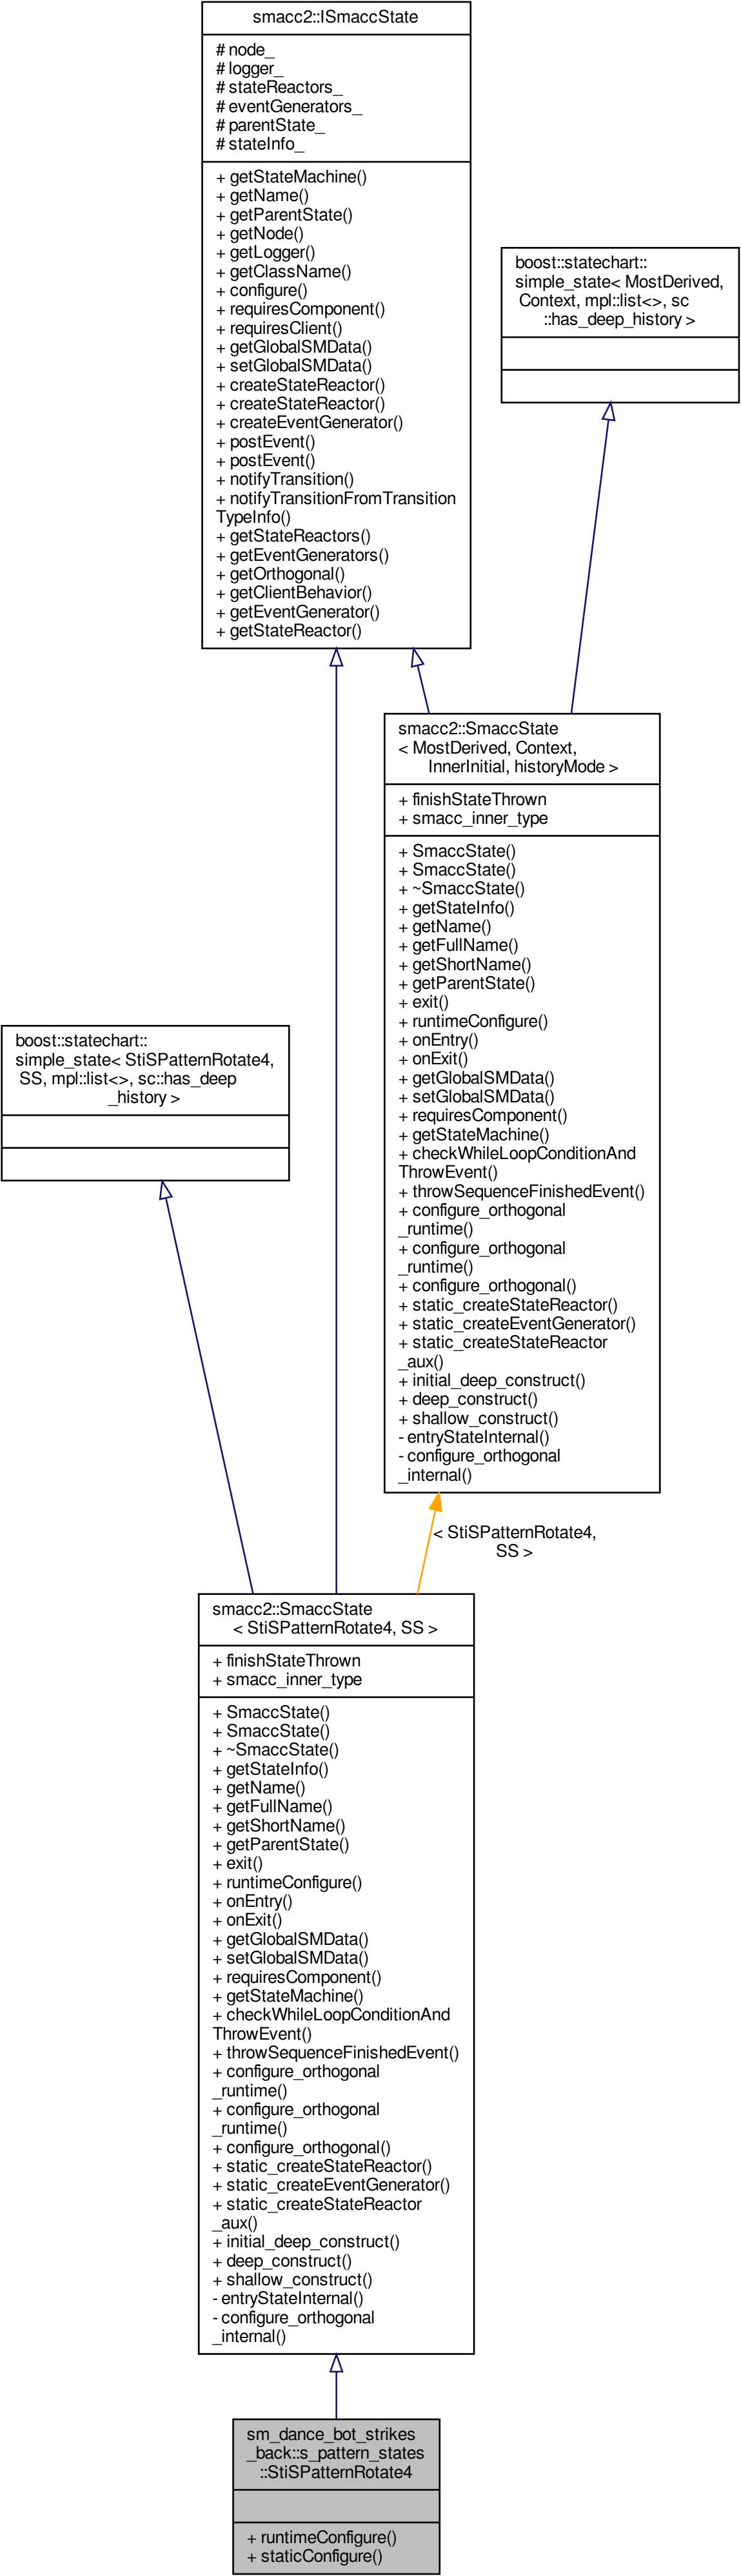 smacc2::ISmaccState
# node_
# logger_
# stateReactors_
# eventGenerators_
# parentState_
# stateInfo_
+ getStateMachine()
+ getName()
+ getParentState()
+ getNode()
+ getLogger()
+ getClassName()
+ configure()
+ requiresComponent()
+ requiresClient()
+ getGlobalSMData()
+ setGlobalSMData()
+ createStateReactor()
+ createStateReactor()
+ createEventGenerator()
+ postEvent()
+ postEvent()
+ notifyTransition()
+ notifyTransitionFromTransition
TypeInfo()
+ getStateReactors()
+ getEventGenerators()
+ getOrthogonal()
+ getClientBehavior()
+ getEventGenerator()
+ getStateReactor()
boost::statechart::
simple_state< MostDerived,
Context, mpl::list<>, sc
::has_deep_history >
smacc2::SmaccState
< MostDerived, Context,
InnerInitial, historyMode >
+ finishStateThrown
+ smacc_inner_type
+ SmaccState()
+ SmaccState()
+ ~SmaccState()
+ getStateInfo()
+ getName()
+ getFullName()
+ getShortName()
+ getParentState()
+ exit()
+ runtimeConfigure()
+ onEntry()
+ onExit()
+ getGlobalSMData()
+ setGlobalSMData()
+ requiresComponent()
+ getStateMachine()
+ checkWhileLoopConditionAnd
ThrowEvent()
+ throwSequenceFinishedEvent()
+ configure_orthogonal
_runtime()
+ configure_orthogonal
_runtime()
+ configure_orthogonal()
+ static_createStateReactor()
+ static_createEventGenerator()
+ static_createStateReactor
_aux()
+ initial_deep_construct()
+ deep_construct()
+ shallow_construct()
- entryStateInternal()
- configure_orthogonal
_internal()
boost::statechart::
simple_state< StiSPatternRotate4,
SS, mpl::list<>, sc::has_deep
_history >
< StiSPatternRotate4,
SS >
smacc2::SmaccState
< StiSPatternRotate4, SS >
+ finishStateThrown
+ smacc_inner_type
+ SmaccState()
+ SmaccState()
+ ~SmaccState()
+ getStateInfo()
+ getName()
+ getFullName()
+ getShortName()
+ getParentState()
+ exit()
+ runtimeConfigure()
+ onEntry()
+ onExit()
+ getGlobalSMData()
+ setGlobalSMData()
+ requiresComponent()
+ getStateMachine()
+ checkWhileLoopConditionAnd
ThrowEvent()
+ throwSequenceFinishedEvent()
+ configure_orthogonal
_runtime()
+ configure_orthogonal
_runtime()
+ configure_orthogonal()
+ static_createStateReactor()
+ static_createEventGenerator()
+ static_createStateReactor
_aux()
+ initial_deep_construct()
+ deep_construct()
+ shallow_construct()
- entryStateInternal()
- configure_orthogonal
_internal()
sm_dance_bot_strikes
_back::s_pattern_states
::StiSPatternRotate4
+ runtimeConfigure()
+ staticConfigure()